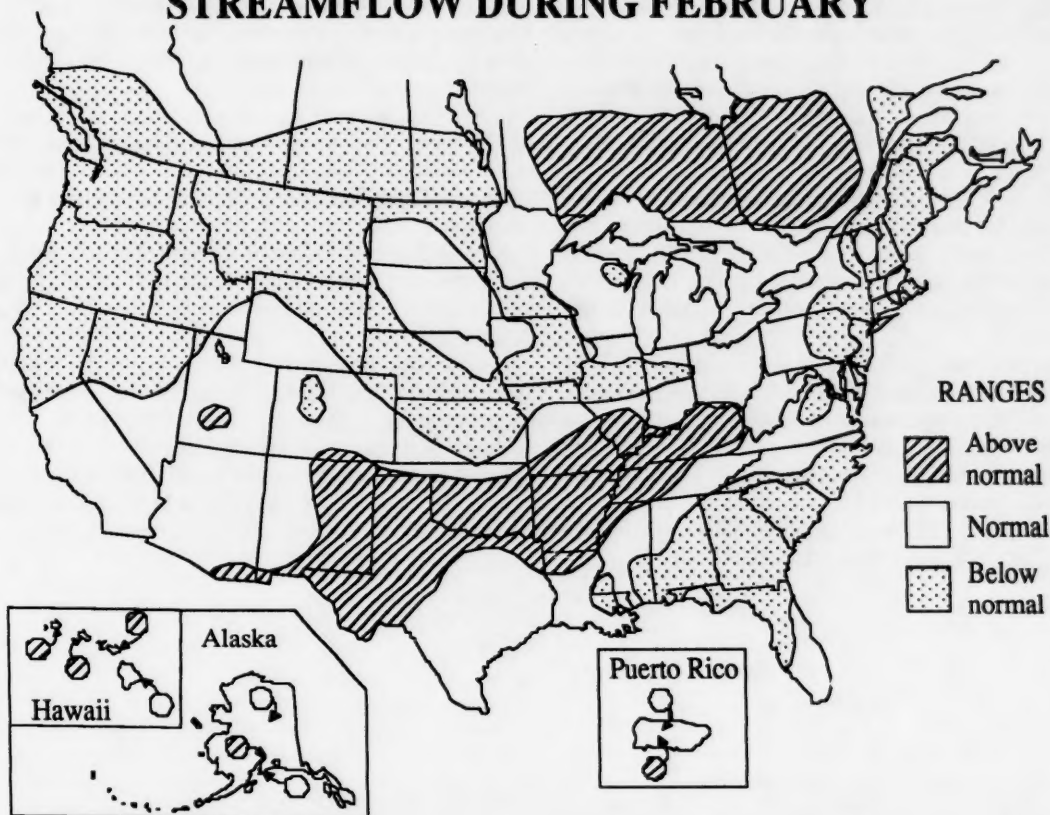 STREAMFLOW DURING FEBRUARY
RANGES
Above
normal
Normal
Below
normal
Alaska
Hawaii
Puerto Rico